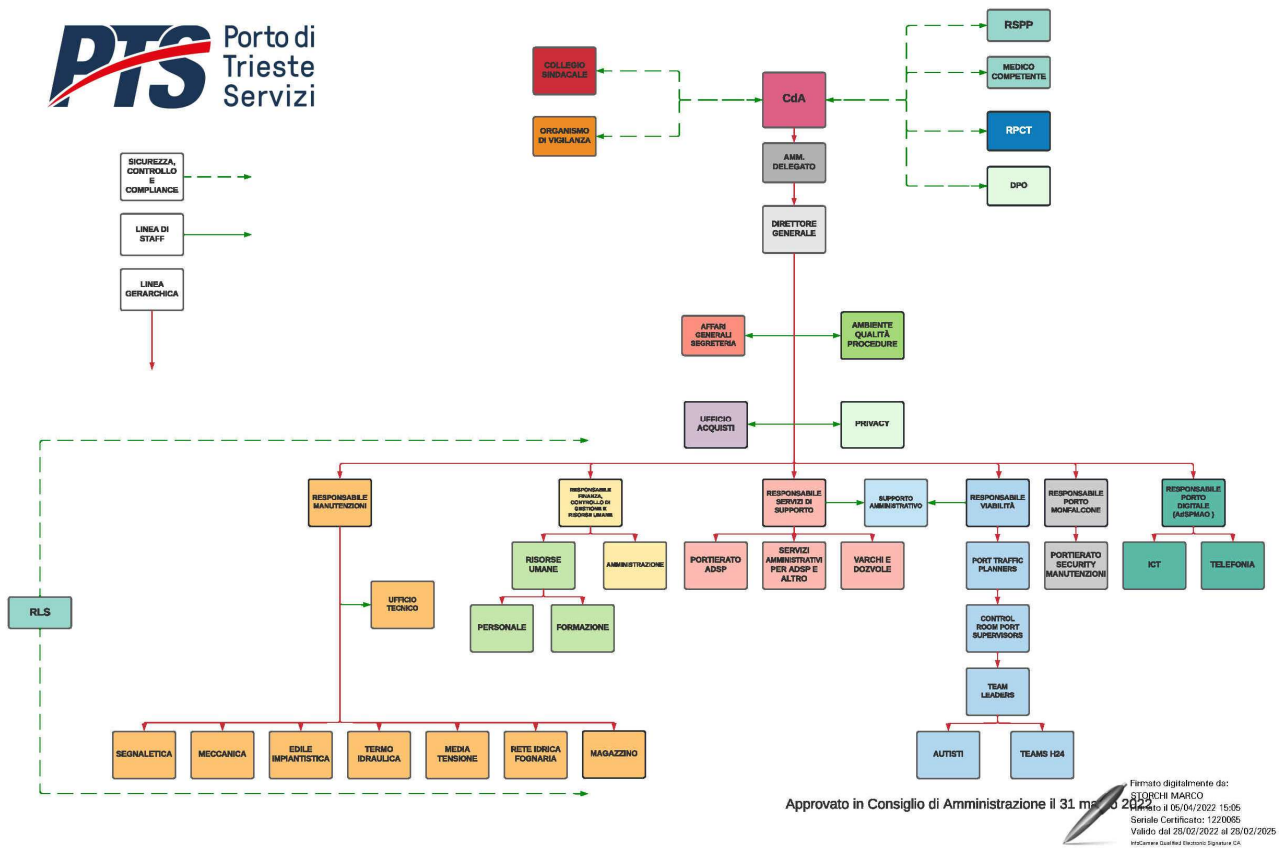 PTS
Porto di
Trieste
Servizi
RSPP
COLLEGIO
SINDACALE
MEDICO
COMPETENTE
CdA
ORGANISMO
DI VIGILANZA
RPCT
AMM.
DELEGATO
DPO
SICUREZZA,
CONTROLLO
E
COMPLIANCE
LINEA DI
STAFF
DIRETTORE
GENERALE
LINEA
GERARCHICA
AFFARI
GENERALI
SEGRETERIA
AMBIENTE
QUALITÀ
PROCEDURE
UFFICIO
ACQUISTI
PRIVACY
RESPONSABILE
MANUTENZIONI
RESPONSABILE
FINANZA,
CONTROLLO DI
GESTIONE E
RISORSE UMANE
RESPONSABILE
SERVIZI DI
SUPPORTO
SUPPORTO
AMMINISTRATIVO
RESPONSABILE
VIABILITÀ
RESPONSABILE
PORTO
MONFALCONE
RESPONSABILE
PORTO
DIGITALE
(AdSPMAO )
RISORSE
UMANE
AMMINISTRAZIONE
PORTIERATO
ADSP
SERVIZI
AMMINISTRATIVI
PER ADSP E
ALTRO
VARCHI E
DOZVOLE
PORT TRAFFIC
PLANNERS
PORTIERATO
SECURITY
MANUTENZIONI
ICT
TELEFONIA
RLS
UFFICIO
TECNICO
PERSONALE
FORMAZIONE
CONTROL
ROOM PORT
SUPERVISORS
TEAM
LEADERS
SEGNALETICA
MECCANICA
EDILE
IMPIANTISTICA
TERMO
IDRAULICA
MEDIA
TENSIONE
RETE IDRICA
FOGNARIA
MAGAZZINO
AUTISTI
TEAMS H24
Approvato in Consiglio di Amministrazione il 31 marzo 2022
Firmato digitalmente da:
STORCHI MARCO
Firmato il 05/04/2022 15:05
Seriale Certificato: 1220065
Valido dal 28/02/2022 al 28/02/2025
InfoCamere Qualified Electronic Signature CA